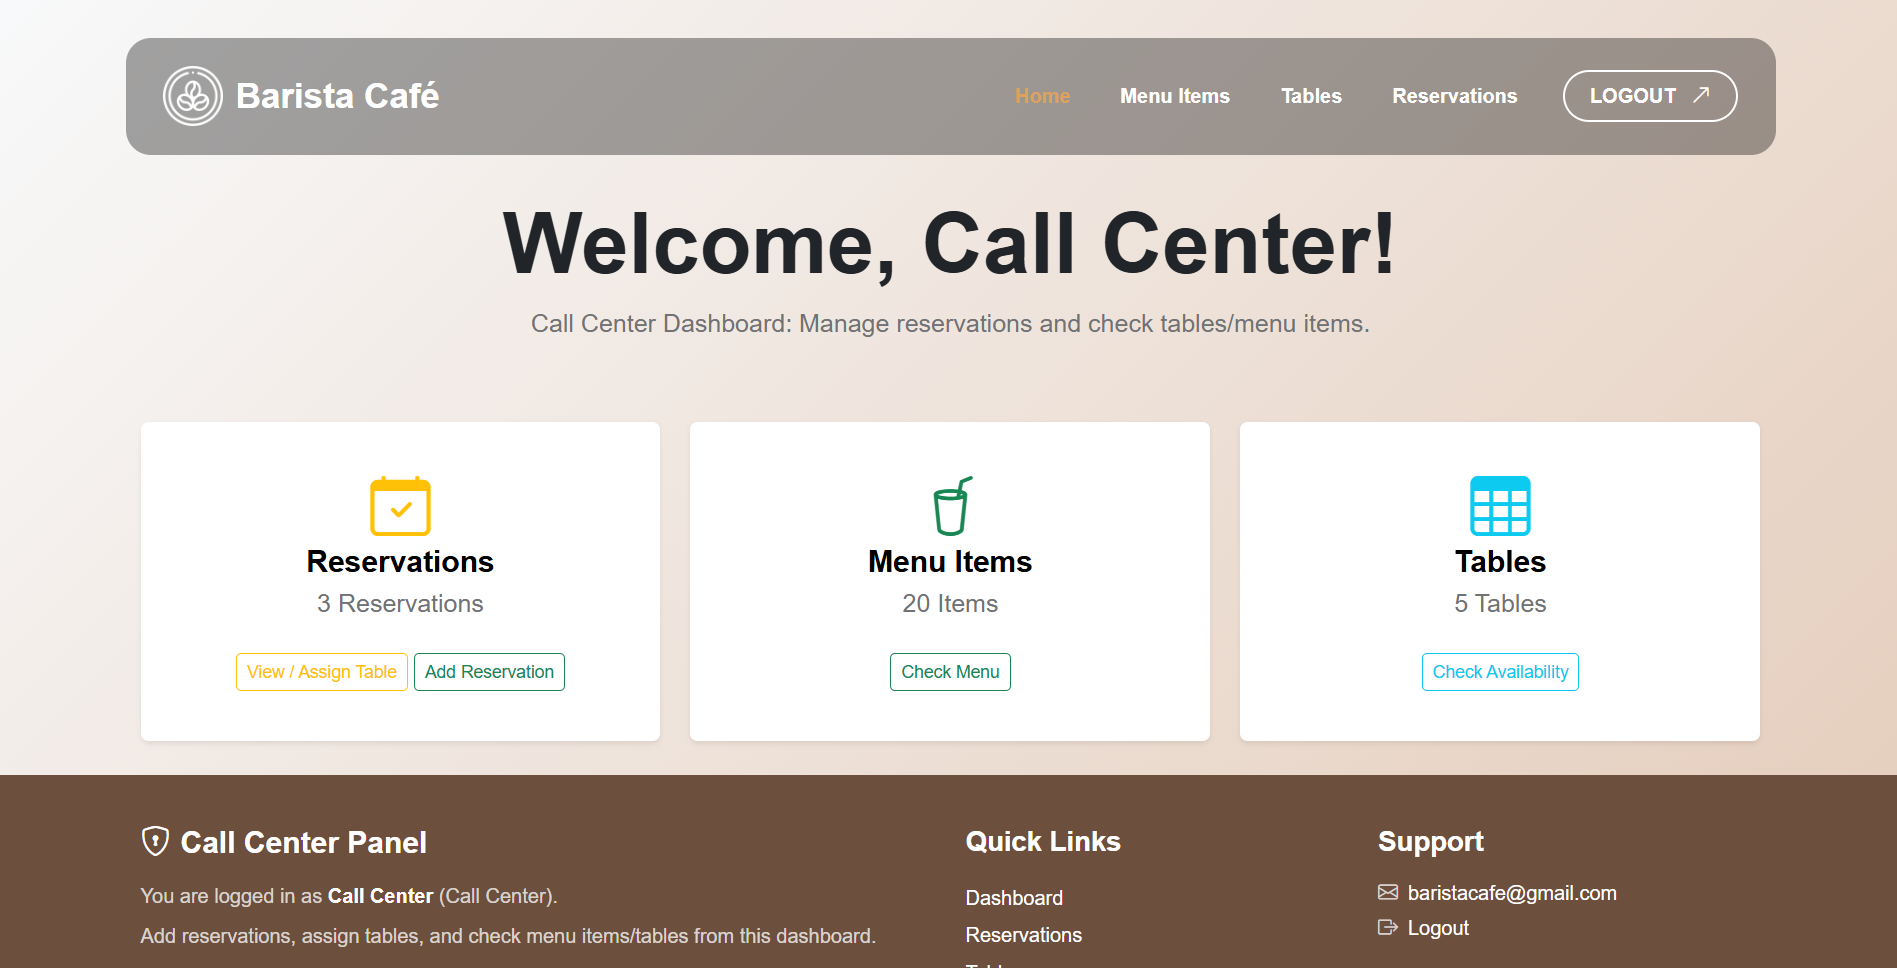 Barista Café
Home
Menu Items
Tables
Reservations
LOGOUT
Welcome, Call Center!
Call Center Dashboard: Manage reservations and check tables/menu items.
Reservations
3 Reservations
View / Assign Table
Add Reservation
Menu Items
20 Items
Check Menu
Tables
5 Tables
Check Availability
Call Center Panel
You are logged in as Call Center (Call Center).
Add reservations, assign tables, and check menu items/tables from this dashboard.
Quick Links
Dashboard
Reservations
Support
baristacafe@gmail.com
Logout